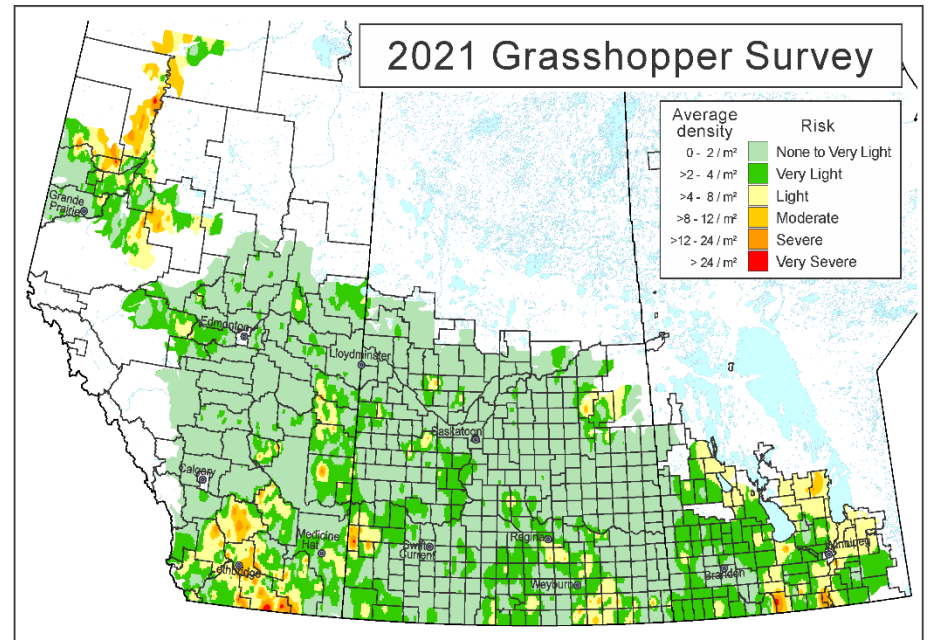 2021 Grasshopper Survey
Average
density
Risk
0 - 2 / m² None to Very Light
>2 - 4 / m² Very Light
>4 - 8 / m² Light
>8 - 12 / m² Moderate
>12 - 24 / m² Severe
> 24 / m² Very Severe
Grande
Prairie
Edmonton
Lloydminster
Saskatoon
Calgary
Medicine
Hat
Swift
Current
Regina
Winnipeg
Lethbridge
Weyburn
Brandon